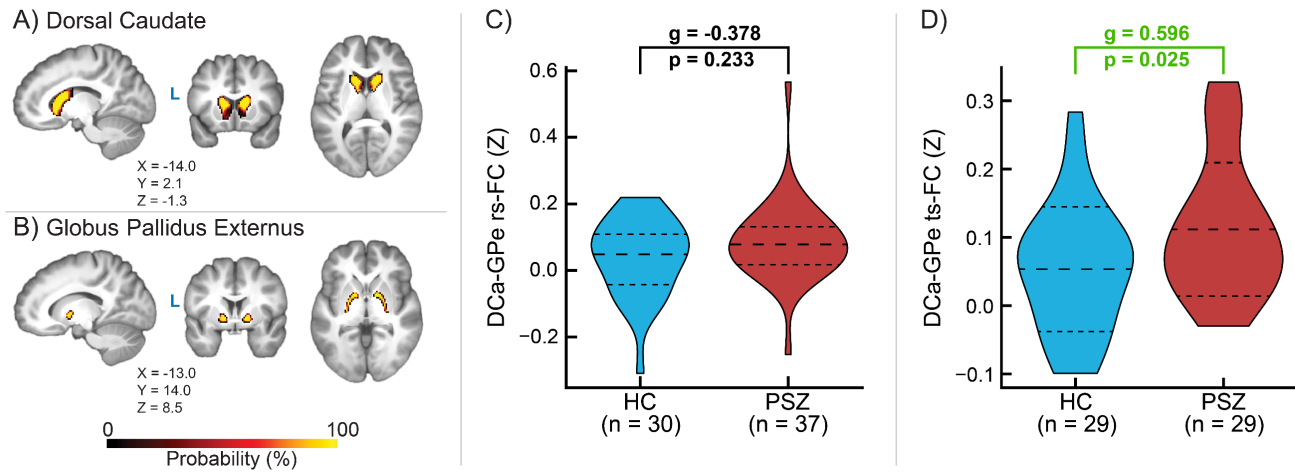 A) Dorsal Caudate
L
X = -14.0
Y = 2.1
Z = -1.3
B) Globus Pallidus Externus
L
X = -13.0
Y = 14.0
Z = 8.5
0 100
Probability (%)
C)
g = -0.378
p = 0.233
DCa-GPe rs-FC (Z)
0.6
0.4
0.2
0.0
−0.2
HC PSZ
(n = 30) (n = 37)
D)
g = 0.596
p = 0.025
DCa-GPe ts-FC (Z)
0.3
0.2
0.1
0.0
−0.1
HC PSZ
(n = 29) (n = 29)